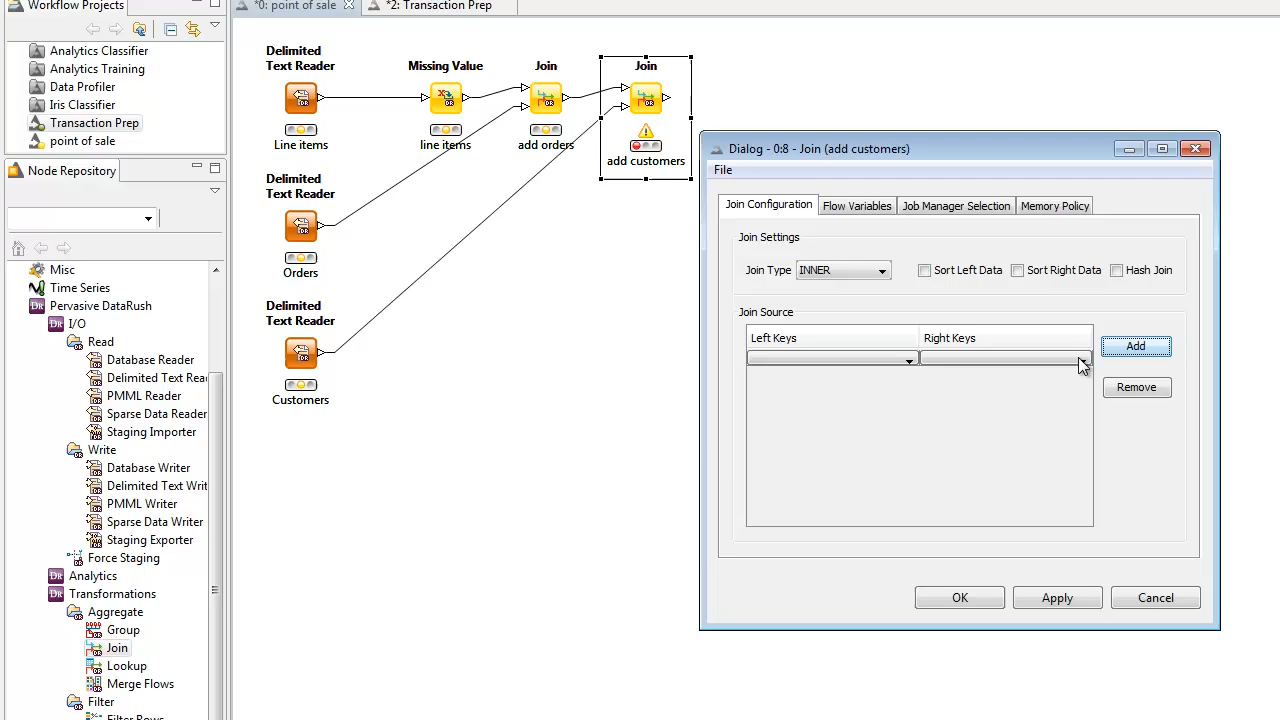 Workflow Projects
Analytics Classifier
Analytics Training
Data Profiler
Iris Classifier
Transaction Prep
point of sale
Node Repository
Misc
Time Series
Pervasive DataRush
I/O
Read
Database Reader
Delimited Text Rea
PMML Reader
Sparse Data Reader
Staging Importer
Write
Database Writer
Delimited Text Writ
PMML Writer
Sparse Data Writer
Staging Exporter
Force Staging
Analytics
Transformations
Aggregate
Group
Join
Lookup
Merge Flows
Filter
Filter Rows
*0: point of sale
*2: Transaction Prep
Delimited
Text Reader
Line items
Missing Value
line items
Join
add orders
Join
add customers
Delimited
Text Reader
Orders
Delimited
Text Reader
Customers
Dialog - 0:8 - Join (add customers)
File
Join Configuration
Flow Variables
Job Manager Selection
Memory Policy
Join Settings
Join Type
INNER
Sort Left Data
Sort Right Data
Hash Join
Join Source
Left Keys
Right Keys
Add
Remove
OK
Apply
Cancel